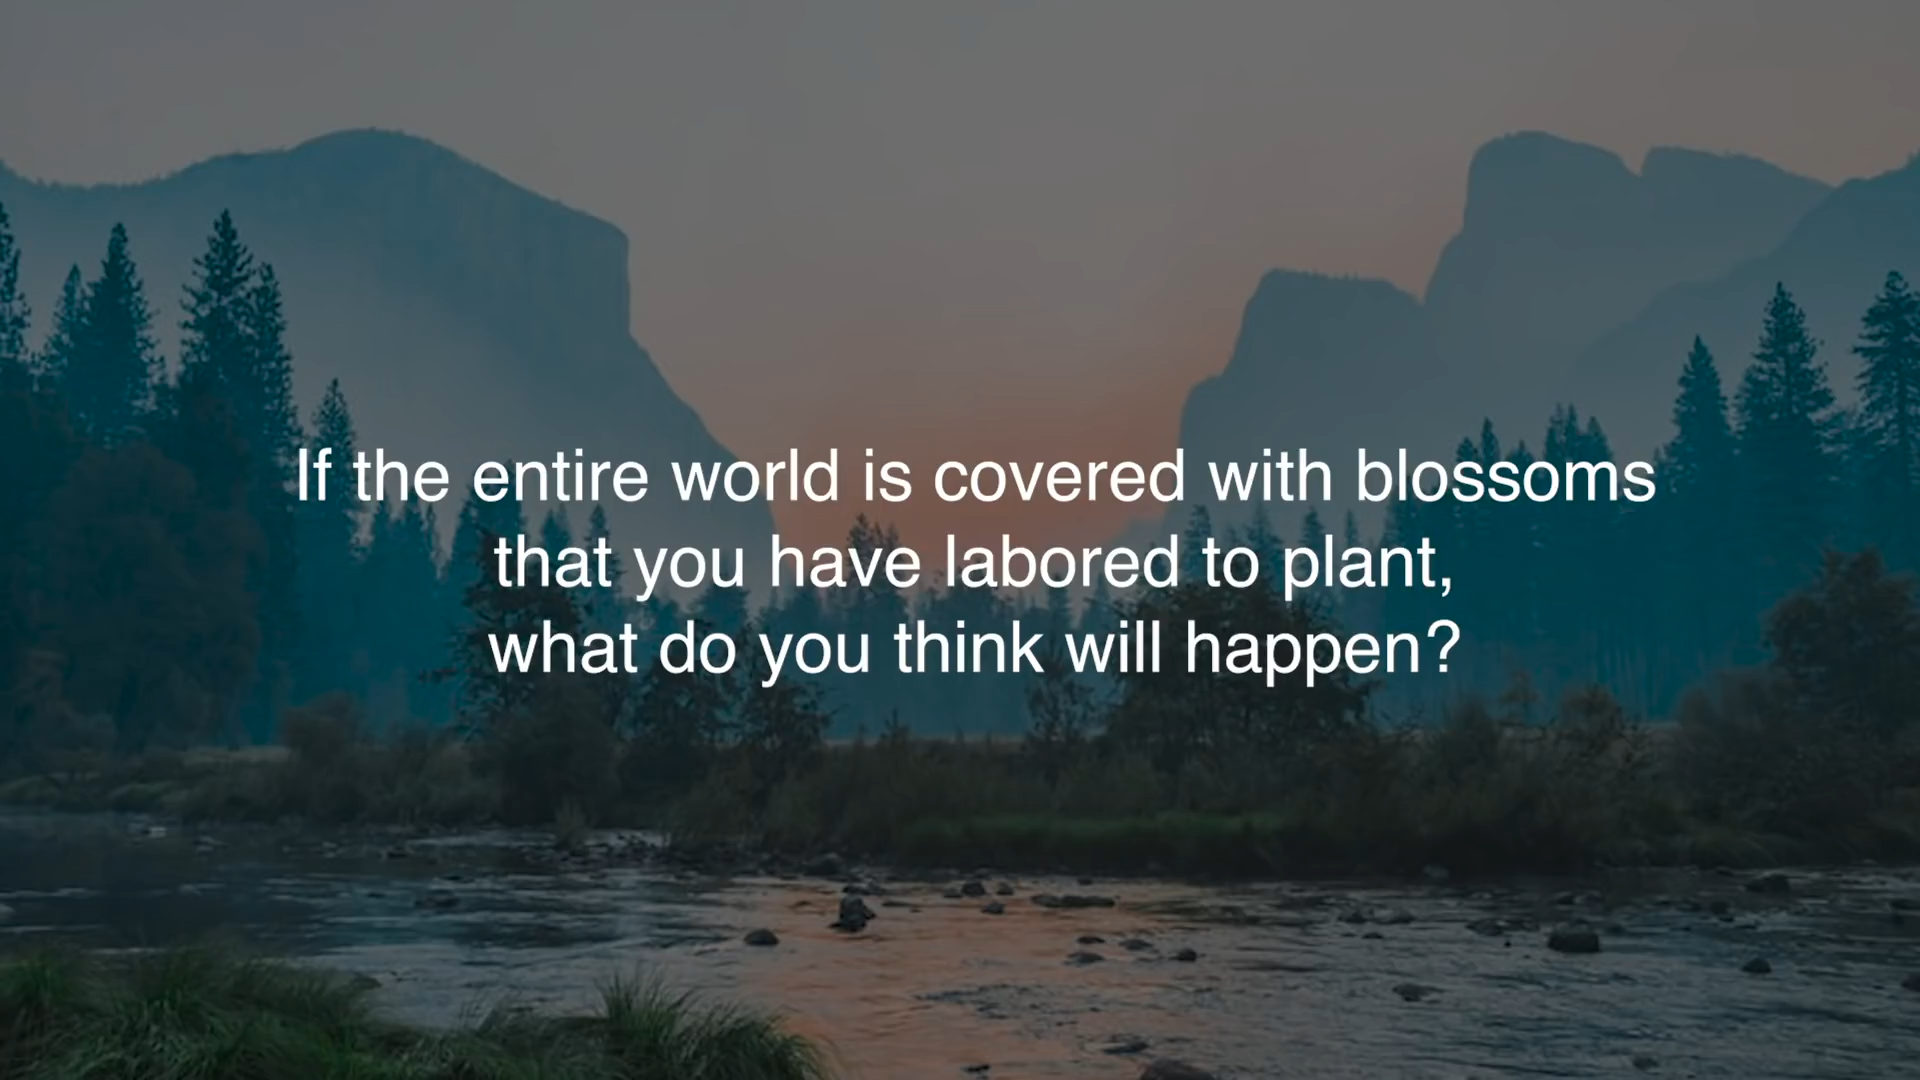 If the entire world is covered with blossoms
that you have labored to plant,
what do you think will happen?